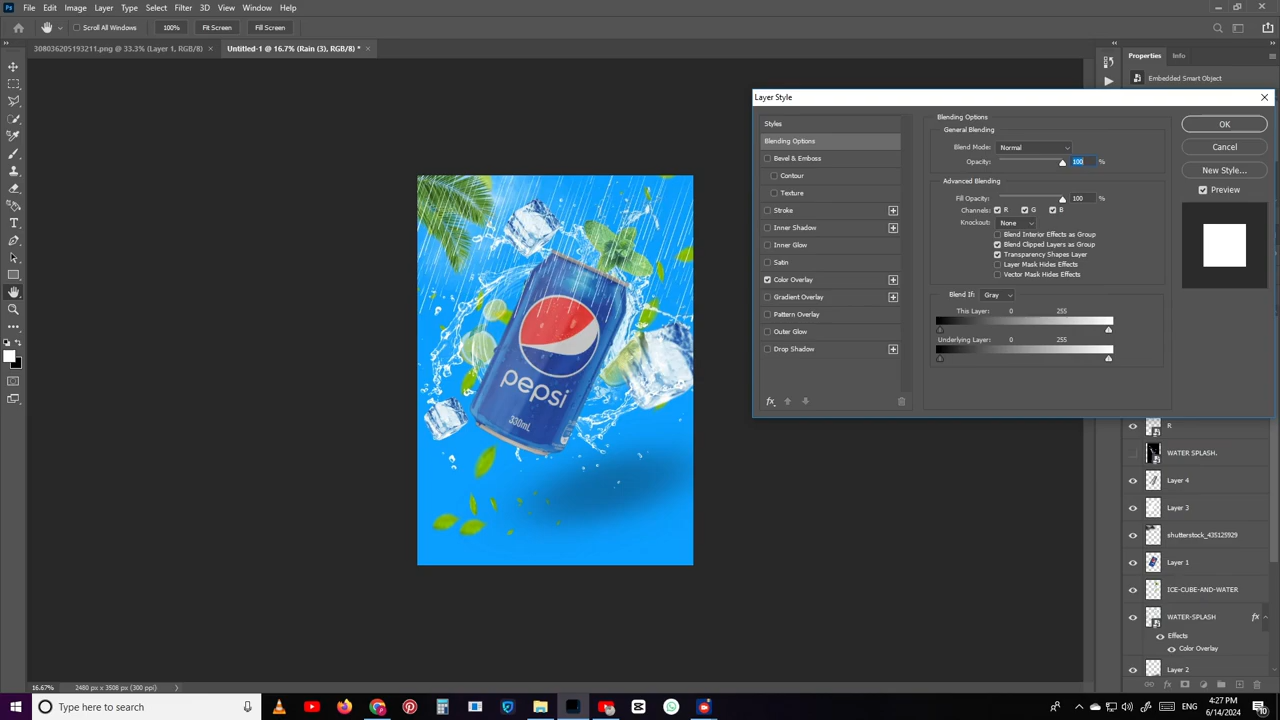 Ps File Edit Image Layer Type Select Filter 3D View Window Help
Scroll All Windows 100% Fit Screen Fill Screen
308036205193211.png @ 33.3% (Layer 1, RGB/8) × Untitled-1 @ 16.7% (Rain (3), RGB/8) * ×
Properties Info
Embedded Smart Object
Layer Style
Styles
Blending Options
Bevel & Emboss
Contour
Texture
Stroke
Inner Shadow
Inner Glow
Satin
Color Overlay
Gradient Overlay
Pattern Overlay
Outer Glow
Drop Shadow
fx
Blending Options
General Blending
Blend Mode: Normal
Opacity: 100 %
Advanced Blending
Fill Opacity: 100 %
Channels: R G B
Knockout: None
Blend Interior Effects as Group
Blend Clipped Layers as Group
Transparency Shapes Layer
Layer Mask Hides Effects
Vector Mask Hides Effects
Blend If: Gray
This Layer: 0 255
Underlying Layer: 0 255
OK
Cancel
New Style...
Preview
pepsi
330mL
R
WATER SPLASH.
Layer 4
Layer 3
shutterstock_435125929
Layer 1
ICE-CUBE-AND-WATER
WATER-SPLASH fx
Effects
Color Overlay
Layer 2
16.67% 2480 px x 3508 px (300 ppi)
Type here to search
4:27 PM
6/14/2024